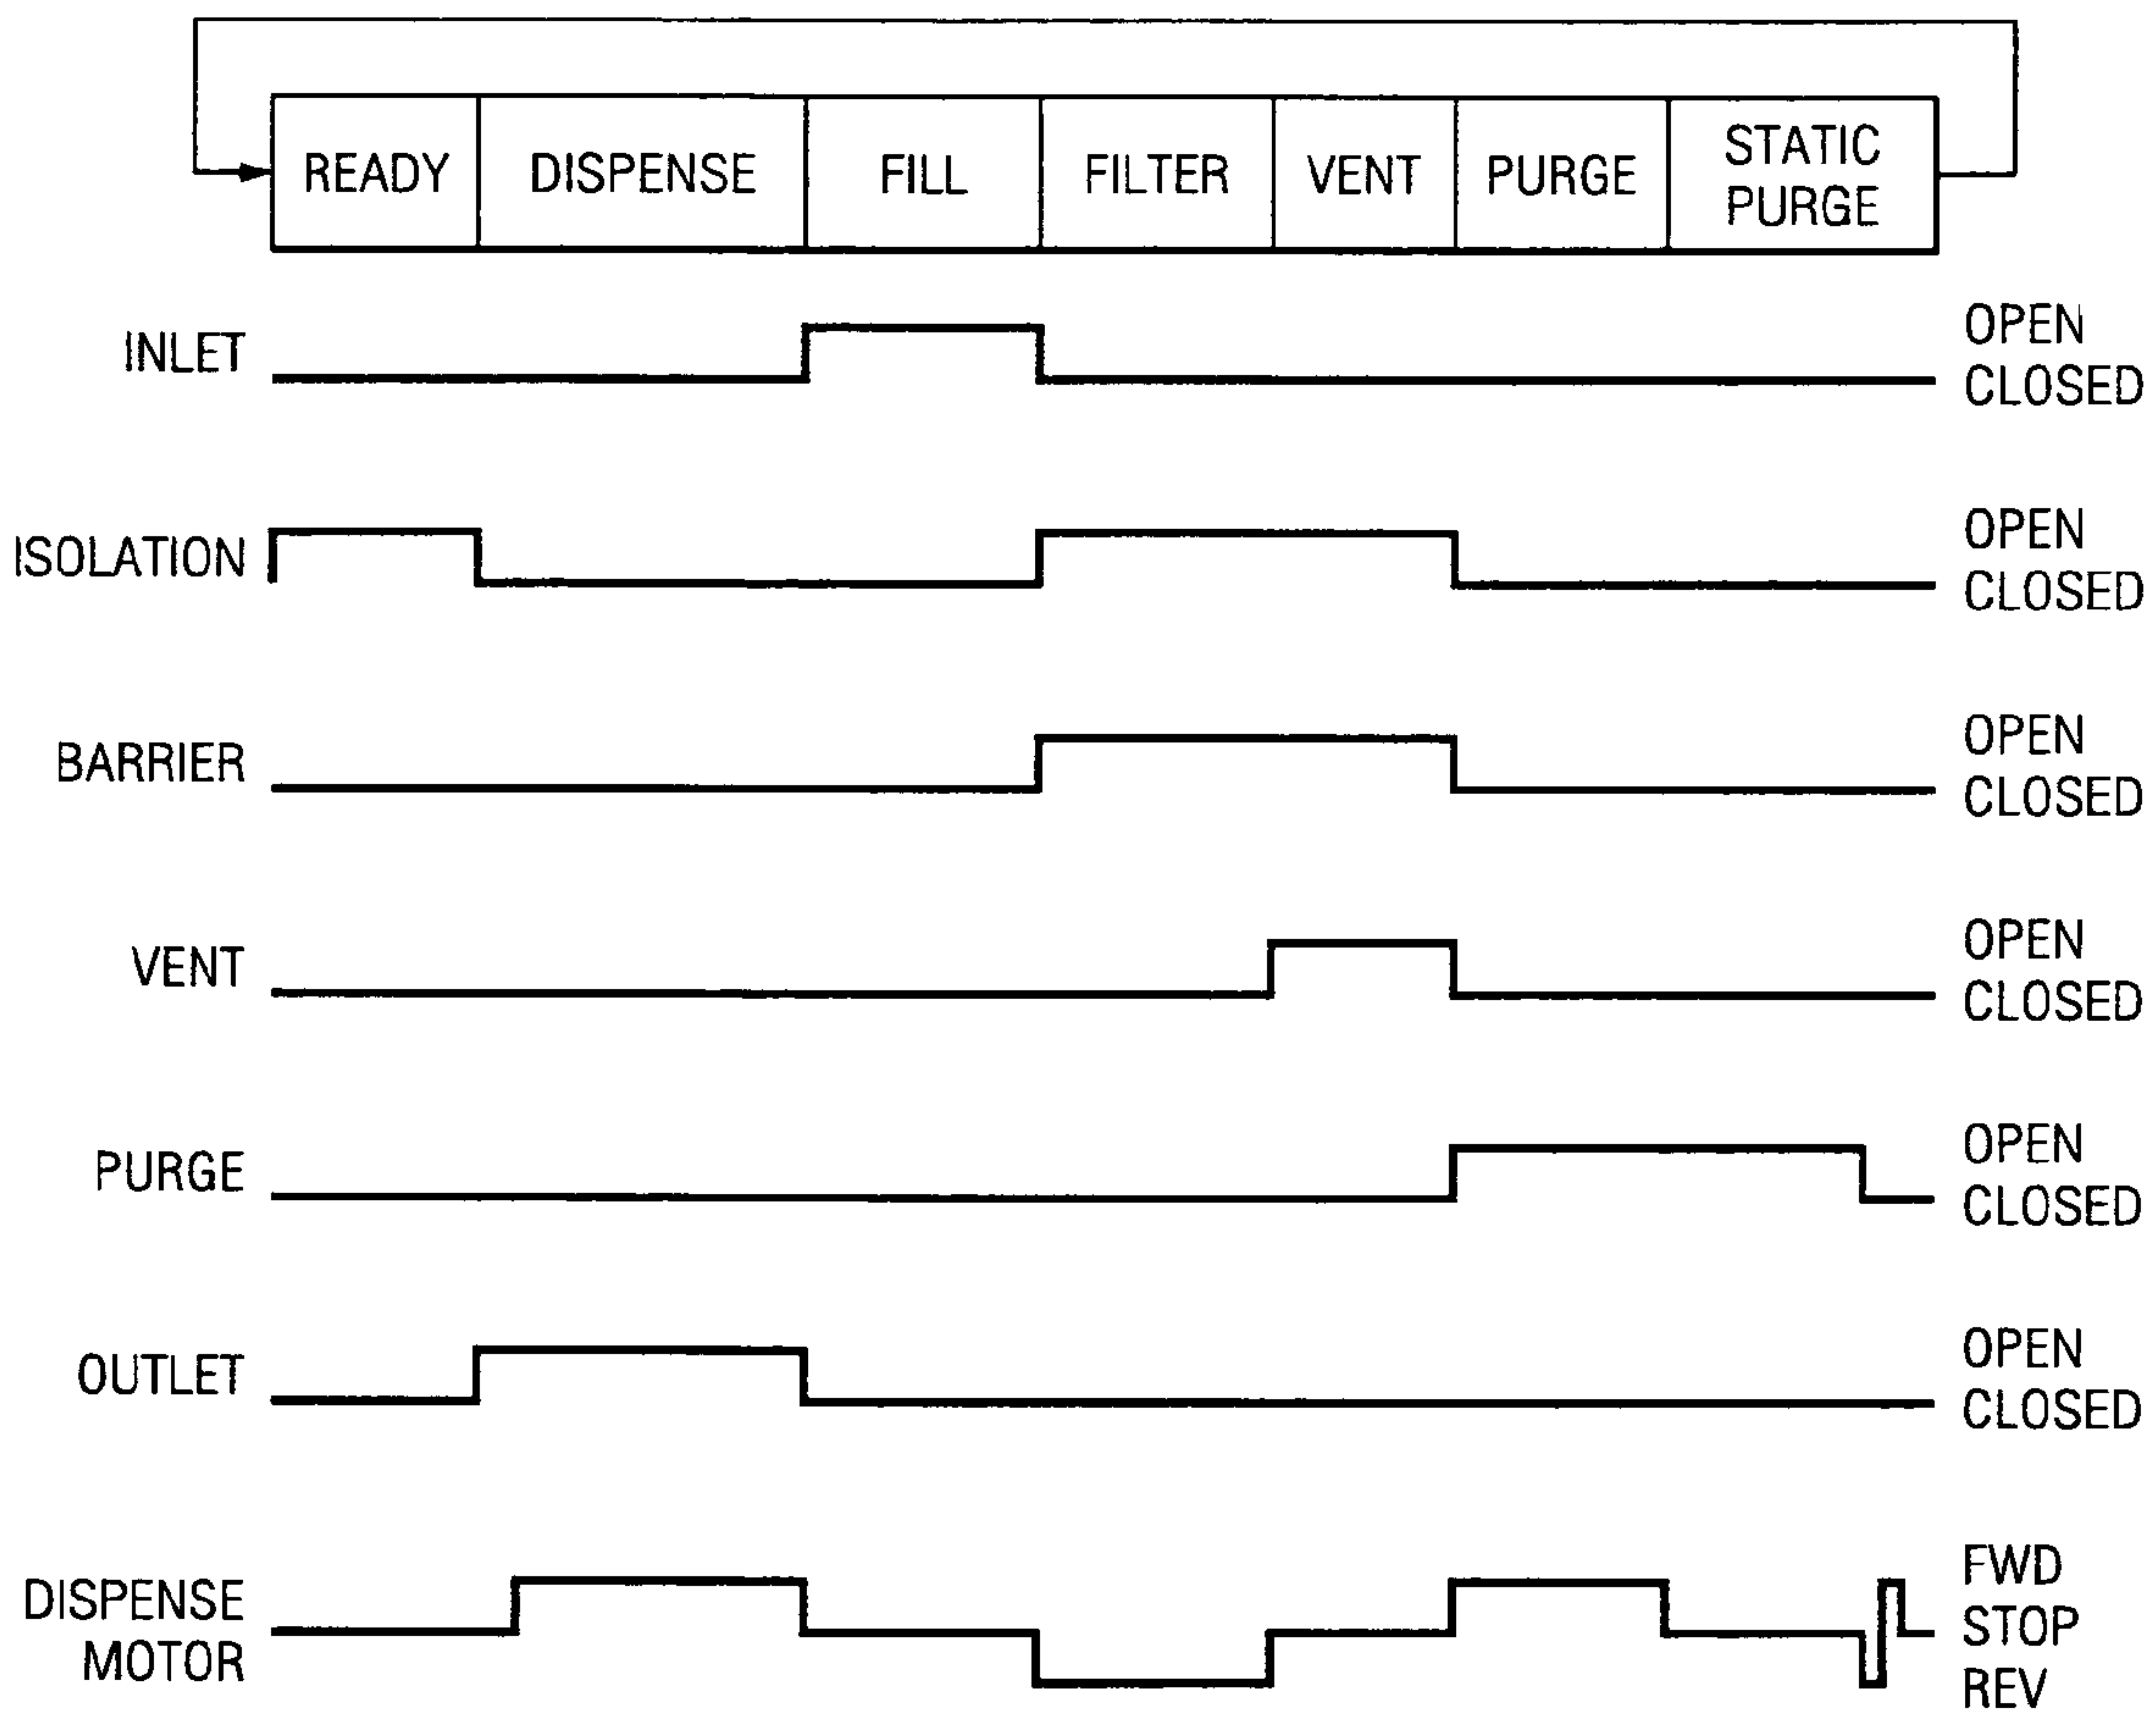 READY DISPENSE FILL FILTER VENT PURGE STATIC
PURGE
INLET OPEN
CLOSED
ISOLATION OPEN
CLOSED
BARRIER OPEN
CLOSED
VENT OPEN
CLOSED
PURGE OPEN
CLOSED
OUTLET OPEN
CLOSED
DISPENSE
MOTOR
FWD
STOP
REV